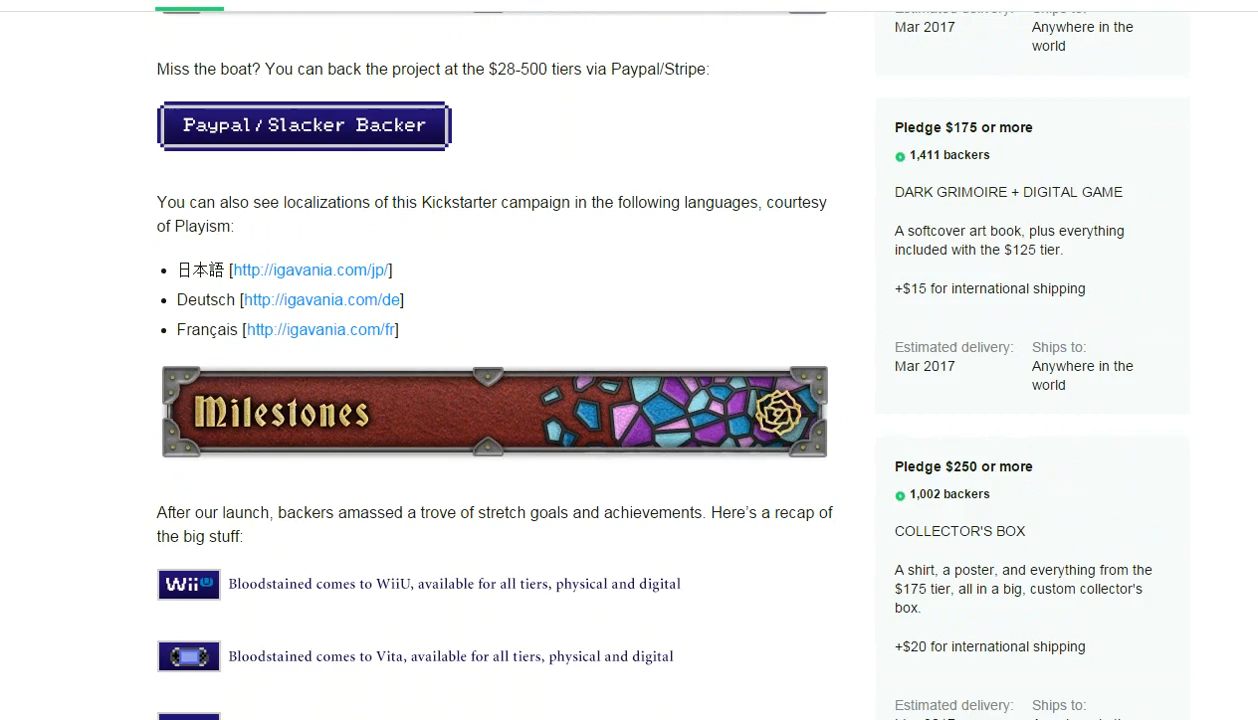 Miss the boat? You can back the project at the $28-500 tiers via Paypal/Stripe:
Paypal/Slacker Backer
You can also see localizations of this Kickstarter campaign in the following languages, courtesy
of Playism:
日本語 [http://igavania.com/jp/]
Deutsch [http://igavania.com/de]
Français [http://igavania.com/fr]
Milestones
After our launch, backers amassed a trove of stretch goals and achievements. Here's a recap of
the big stuff:
WiiU Bloodstained comes to WiiU, available for all tiers, physical and digital
Bloodstained comes to Vita, available for all tiers, physical and digital
Estimated delivery: Ships to:
Mar 2017 Anywhere in the
world
Pledge $175 or more
1,411 backers
DARK GRIMOIRE + DIGITAL GAME
A softcover art book, plus everything
included with the $125 tier.
+$15 for international shipping
Estimated delivery: Ships to:
Mar 2017 Anywhere in the
world
Pledge $250 or more
1,002 backers
COLLECTOR'S BOX
A shirt, a poster, and everything from the
$175 tier, all in a big, custom collector's
box.
+$20 for international shipping
Estimated delivery: Ships to: